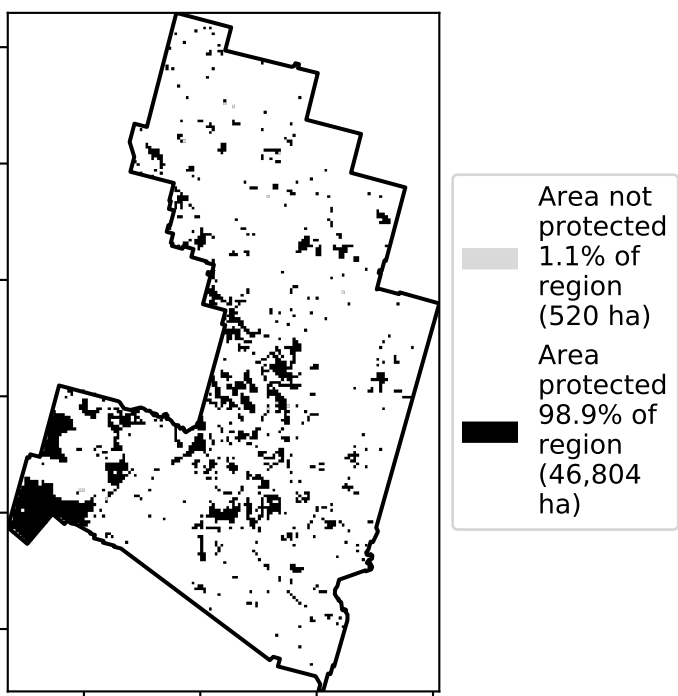 Area not
protected
1.1% of
region
(520 ha)
Area
protected
98.9% of
region
(46,804
ha)